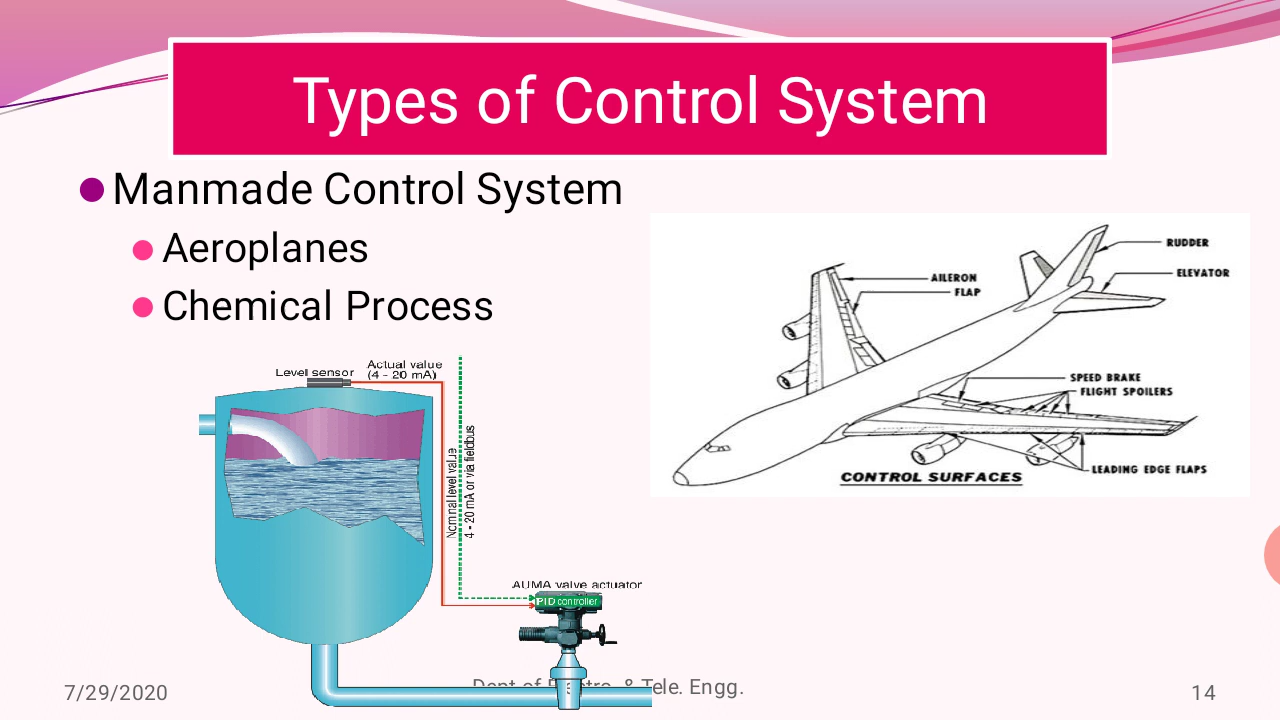 Types of Control System
Manmade Control System
Aeroplanes
Chemical Process
RUDDER
ELEVATOR
AILERON
FLAP
SPEED BRAKE
FLIGHT SPOILERS
LEADING EDGE FLAPS
CONTROL SURFACES
Level sensor
Actual value
(4 - 20 mA)
Nominal level value
4 - 20 mA or via fieldbus
AUMA valve actuator
PID controller
7/29/2020
Dept of & Tele. Engg.
14